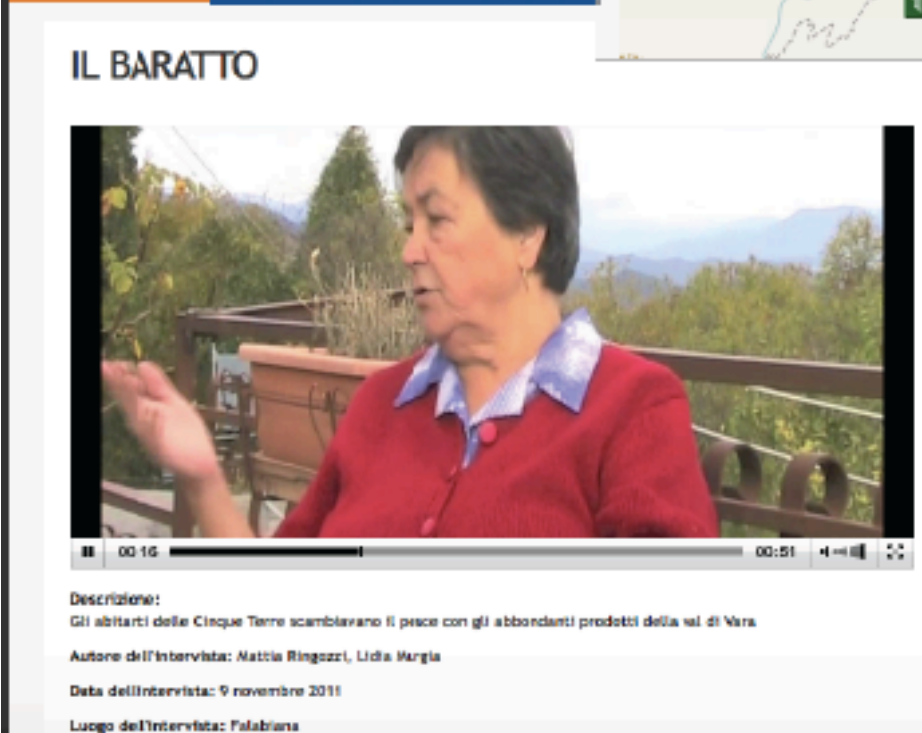 IL BARATTO
00:16
00:51
Descrizione:
Gli abitarti delle Cinque Terre scambiavano il pesce con gli abbondanti prodotti della val di Vara
Autore dell'intervista: Mattia Ringozzi, Lidia Murgia
Data dell'intervista: 9 novembre 2011
Luogo dell'intervista: Falabiana